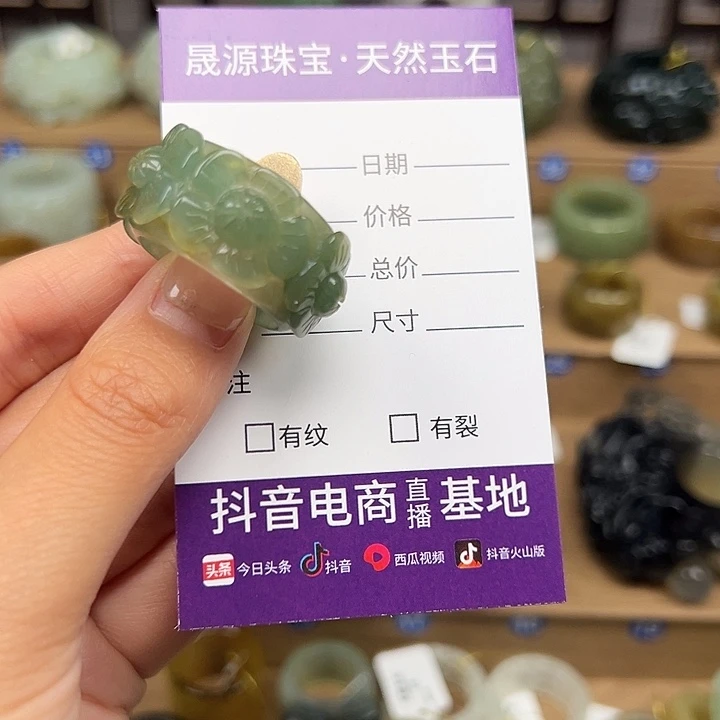 晟源珠宝·天然玉石
日期
价格
总价
尺寸
注
有纹 有裂
抖音电商直播基地
头条 今日头条 抖音 西瓜视频 抖音火山版